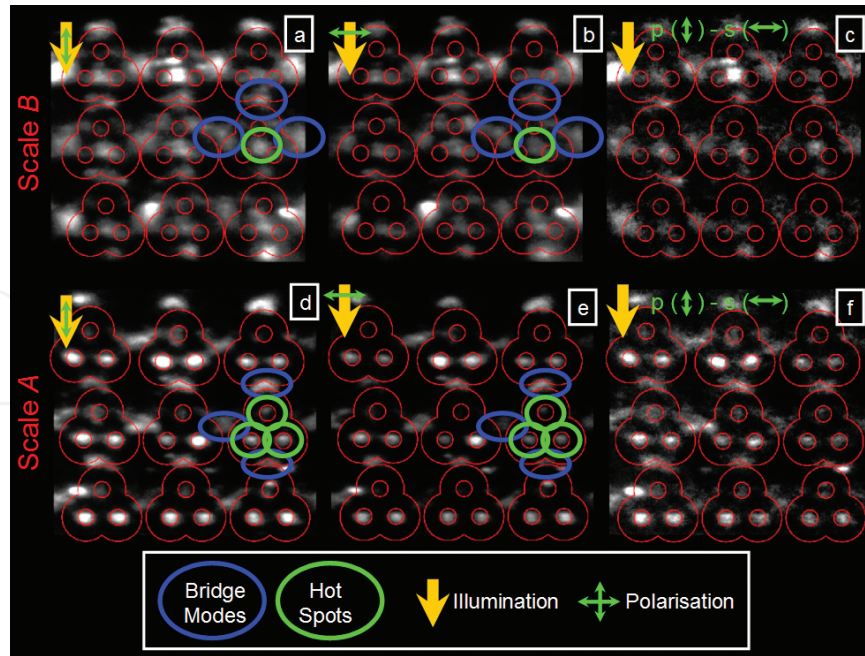 a
b
p (↕) - s (↔)
c
Scale B
d
e
p (↕) - s (↔)
f
Scale A
Bridge
Modes
Hot
Spots
Illumination
Polarisation